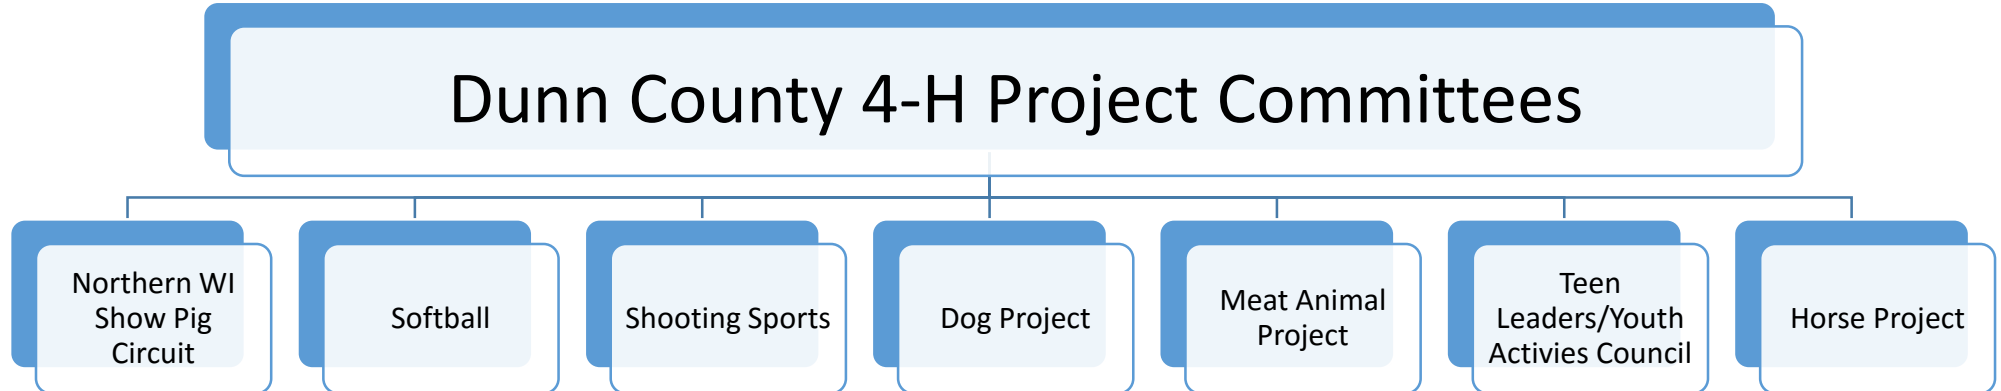 Dunn County 4-H Project Committees
Northern WI
Show Pig
Circuit
Softball
Shooting Sports
Dog Project
Meat Animal
Project
Teen
Leaders/Youth
Activies Council
Horse Project